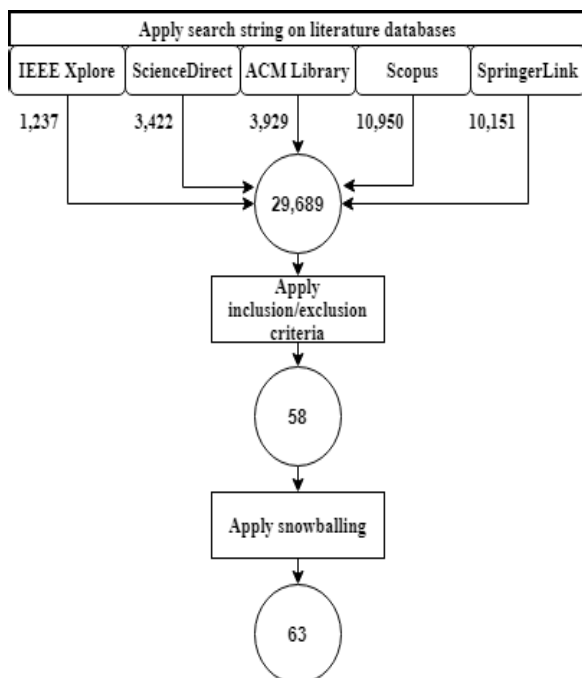 Apply search string on literature databases
IEEE Xplore ScienceDirect ACM Library Scopus SpringerLink
1,237 3,422 3,929 10,950 10,151
29,689
Apply
inclusion/exclusion
criteria
58
Apply snowballing
63